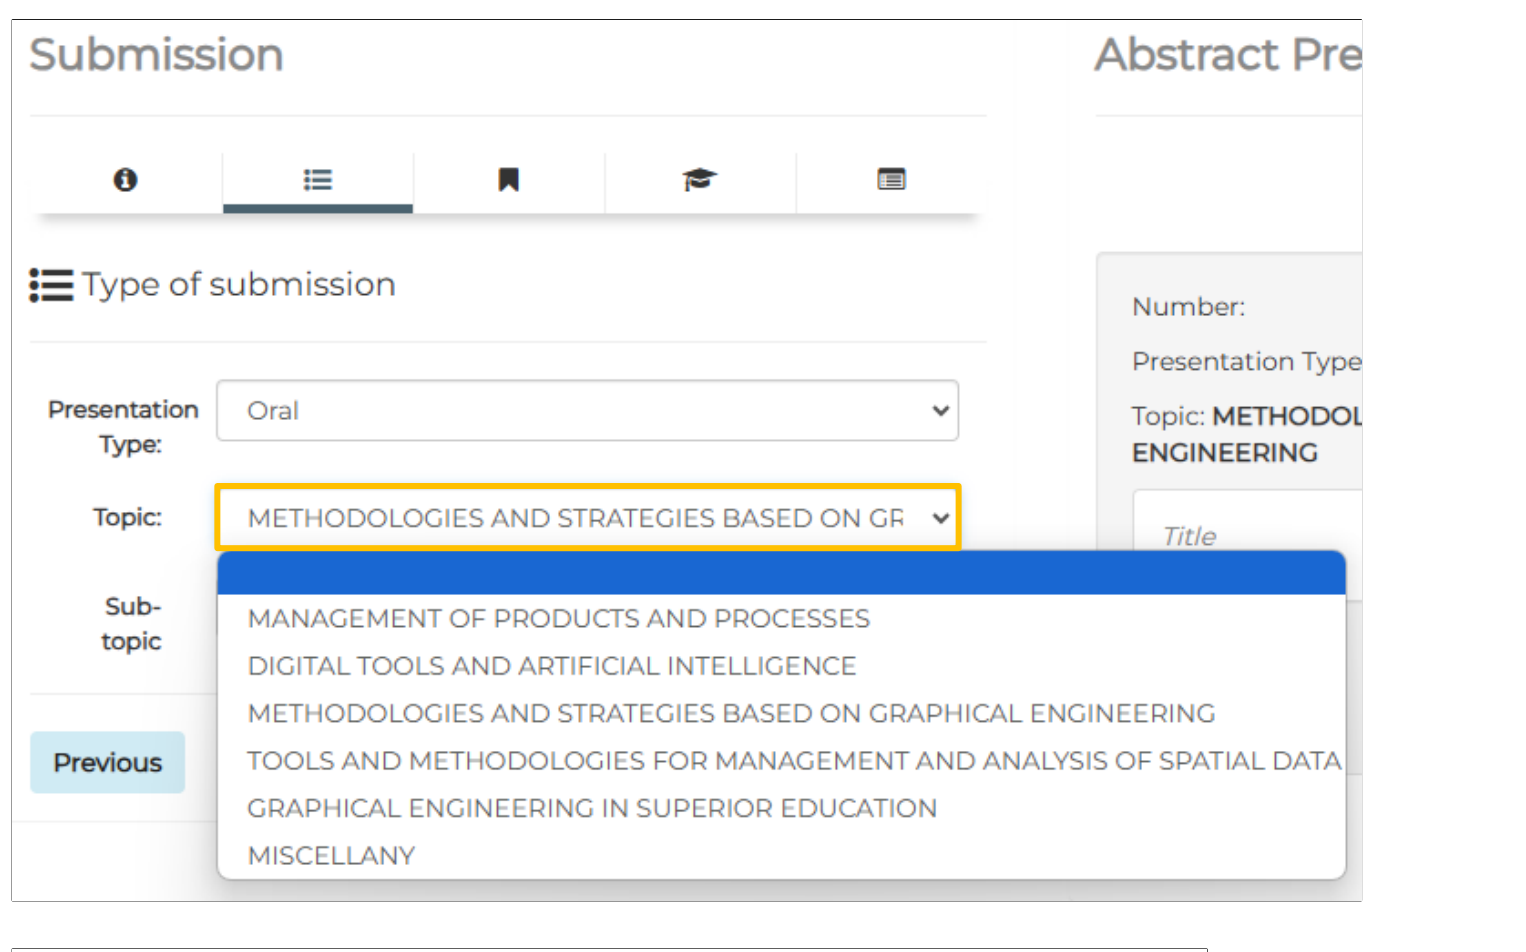 Submission
Type of submission
Presentation
Type:
Oral
Topic:
METHODOLOGIES AND STRATEGIES BASED ON GR
Sub-
topic
MANAGEMENT OF PRODUCTS AND PROCESSES
DIGITAL TOOLS AND ARTIFICIAL INTELLIGENCE
METHODOLOGIES AND STRATEGIES BASED ON GRAPHICAL ENGINEERING
TOOLS AND METHODOLOGIES FOR MANAGEMENT AND ANALYSIS OF SPATIAL DATA
GRAPHICAL ENGINEERING IN SUPERIOR EDUCATION
MISCELLANY
Previous
Abstract Pre
Number:
Presentation Type
Topic: METHODOL
ENGINEERING
Title